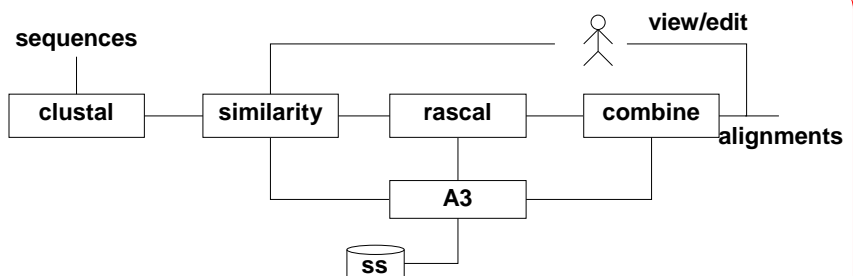 view/edit
sequences
clustal
similarity
rascal
combine
alignments
A3
ss